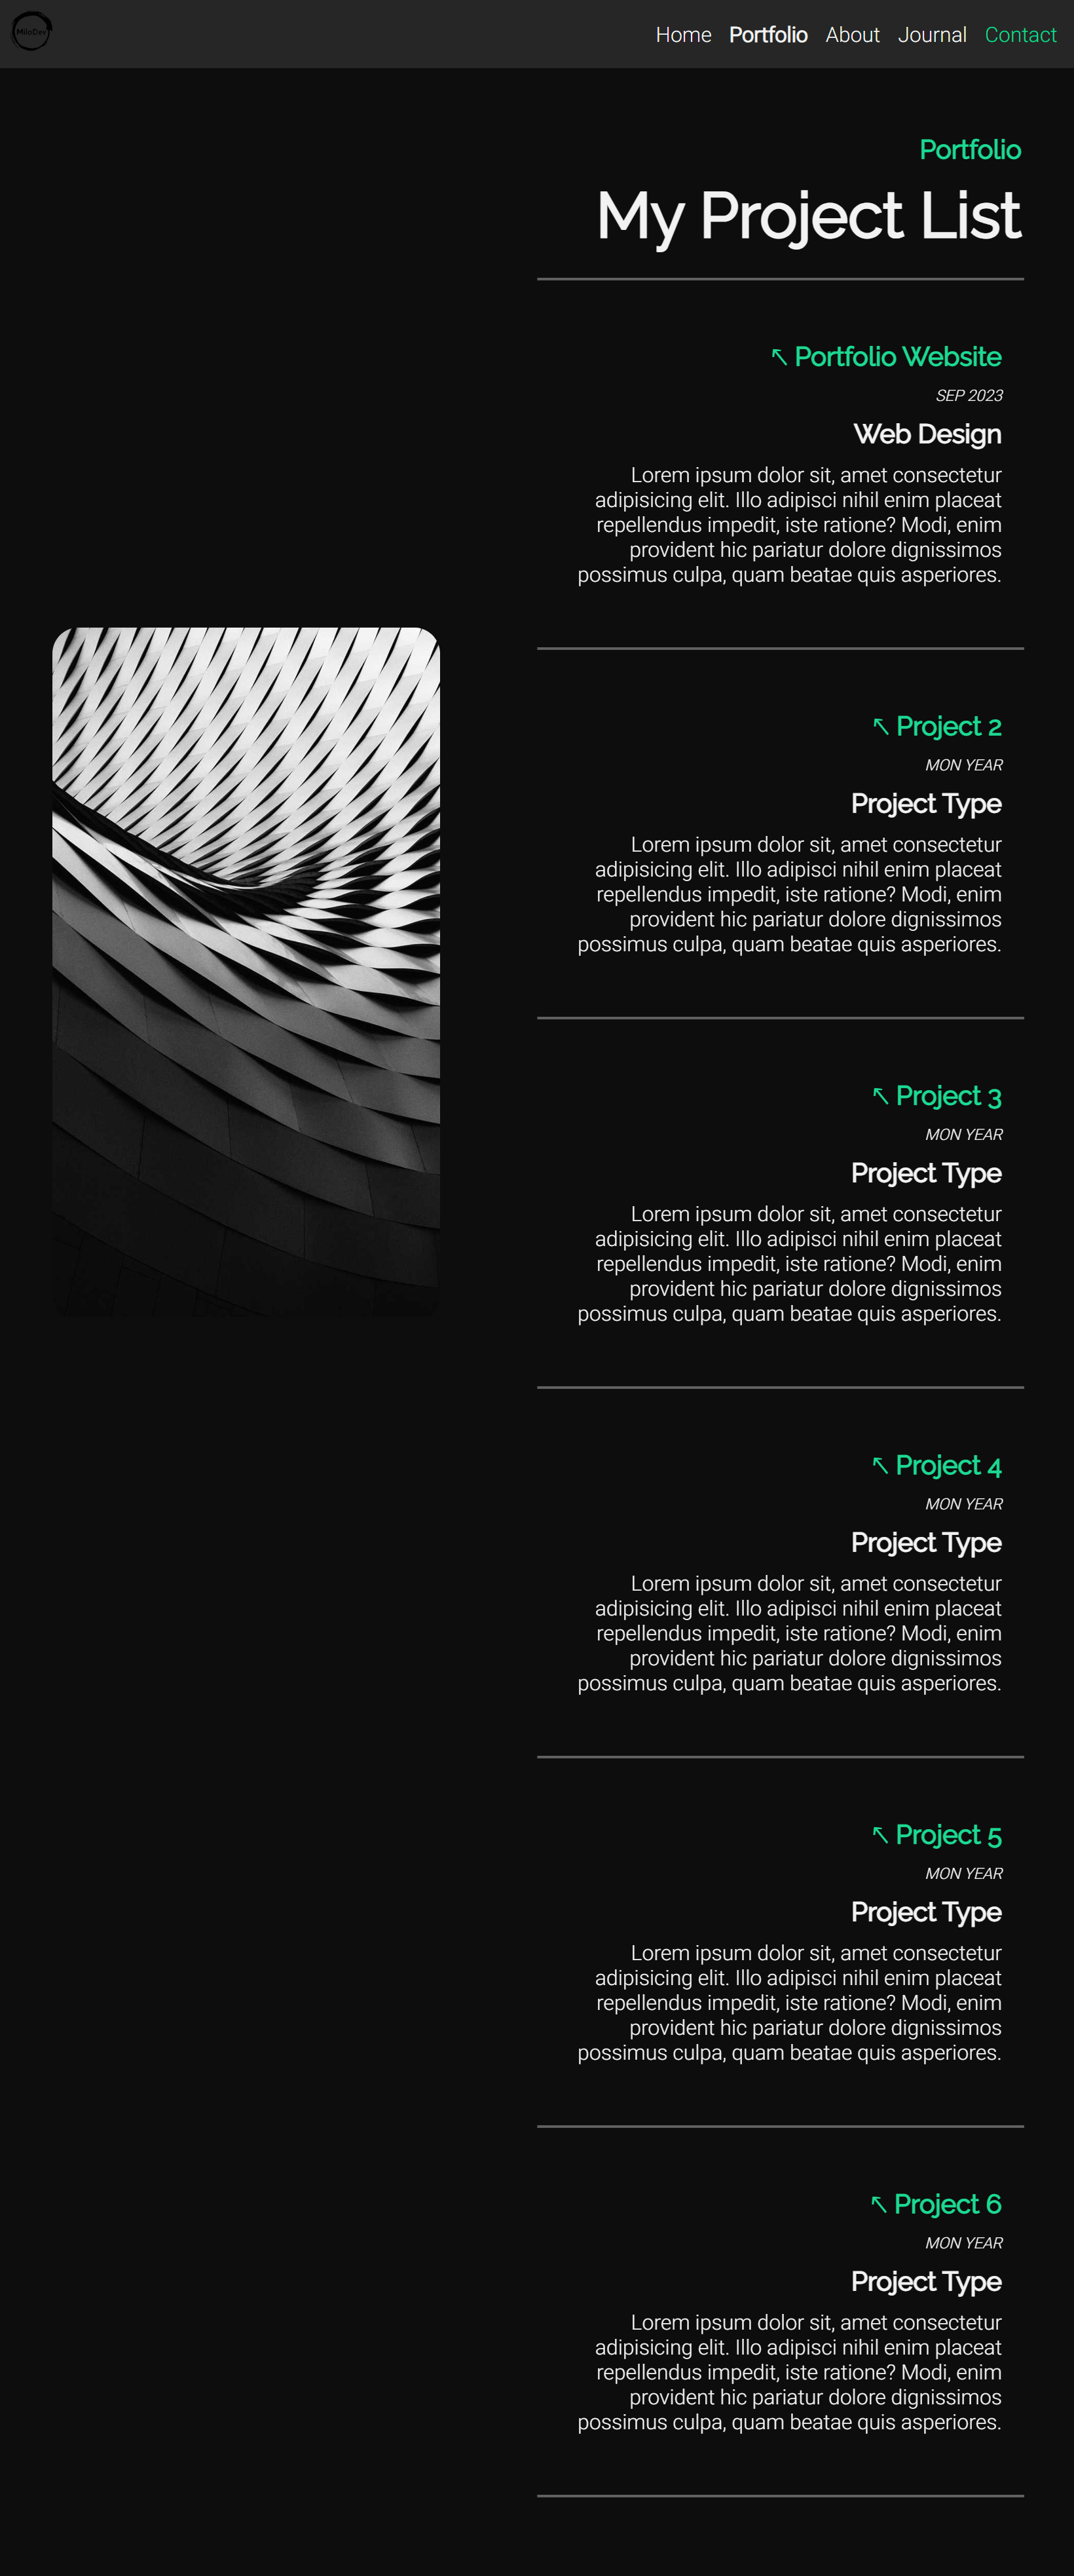 MiloDev
Home Portfolio About Journal Contact
Portfolio
My Project List
↖ Portfolio Website
SEP 2023
Web Design
Lorem ipsum dolor sit, amet consectetur
adipisicing elit. Illo adipisci nihil enim placeat
repellendus impedit, iste ratione? Modi, enim
provident hic pariatur dolore dignissimos
possimus culpa, quam beatae quis asperiores.
↖ Project 2
MON YEAR
Project Type
Lorem ipsum dolor sit, amet consectetur
adipisicing elit. Illo adipisci nihil enim placeat
repellendus impedit, iste ratione? Modi, enim
provident hic pariatur dolore dignissimos
possimus culpa, quam beatae quis asperiores.
↖ Project 3
MON YEAR
Project Type
Lorem ipsum dolor sit, amet consectetur
adipisicing elit. Illo adipisci nihil enim placeat
repellendus impedit, iste ratione? Modi, enim
provident hic pariatur dolore dignissimos
possimus culpa, quam beatae quis asperiores.
↖ Project 4
MON YEAR
Project Type
Lorem ipsum dolor sit, amet consectetur
adipisicing elit. Illo adipisci nihil enim placeat
repellendus impedit, iste ratione? Modi, enim
provident hic pariatur dolore dignissimos
possimus culpa, quam beatae quis asperiores.
↖ Project 5
MON YEAR
Project Type
Lorem ipsum dolor sit, amet consectetur
adipisicing elit. Illo adipisci nihil enim placeat
repellendus impedit, iste ratione? Modi, enim
provident hic pariatur dolore dignissimos
possimus culpa, quam beatae quis asperiores.
↖ Project 6
MON YEAR
Project Type
Lorem ipsum dolor sit, amet consectetur
adipisicing elit. Illo adipisci nihil enim placeat
repellendus impedit, iste ratione? Modi, enim
provident hic pariatur dolore dignissimos
possimus culpa, quam beatae quis asperiores.